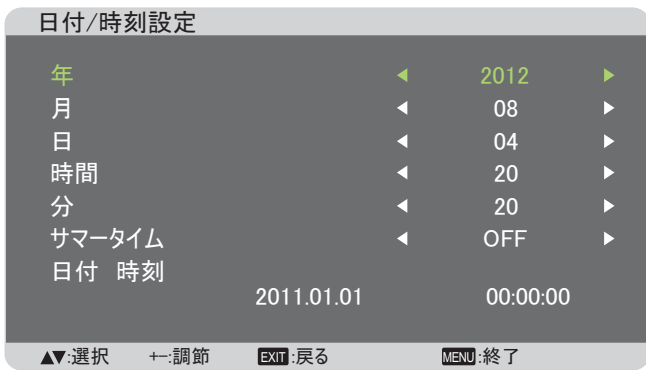 日付/時刻設定
年 ◀ 2012 ▶
月 ◀ 08 ▶
日 ◀ 04 ▶
時間 ◀ 20 ▶
分 ◀ 20 ▶
サマータイム ◀ OFF ▶
日付 時刻
2011.01.01 00:00:00
▲▼:選択 +−:調節 EXIT:戻る MENU:終了